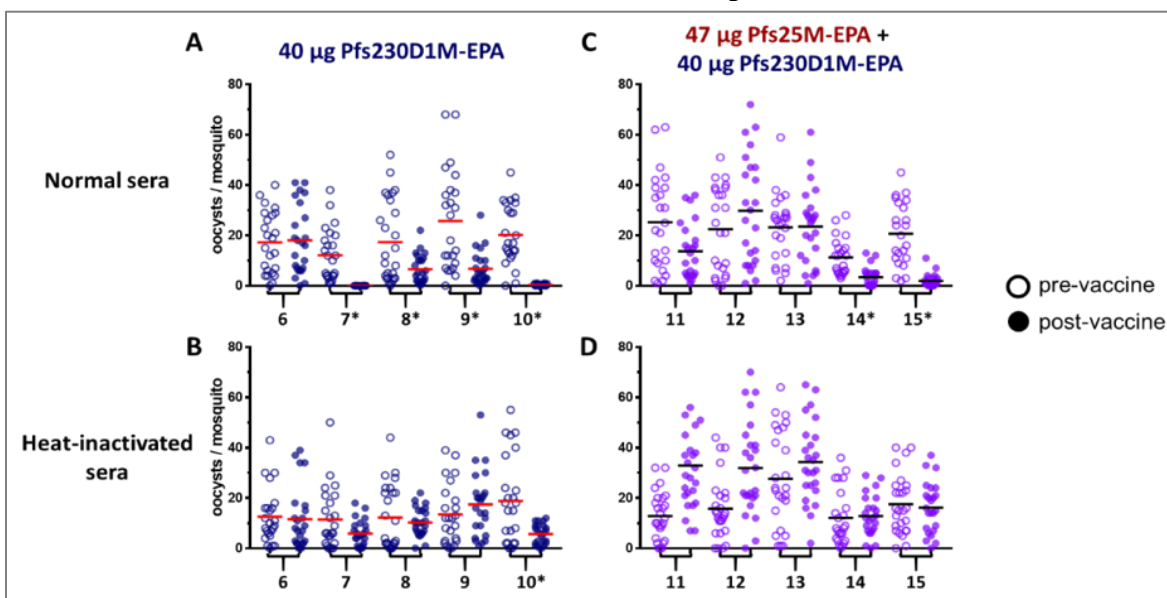 A
40 µg Pfs230D1M-EPA
C
47 µg Pfs25M-EPA +
40 µg Pfs230D1M-EPA
Normal sera
oocysts / mosquito
80
60
40
20
0
6 7* 8* 9* 10*
80
60
40
20
0
11 12 13 14* 15*
pre-vaccine
post-vaccine
Heat-inactivated
sera
B
oocysts / mosquito
80
60
40
20
0
6 7 8 9 10*
D
80
60
40
20
0
11 12 13 14 15